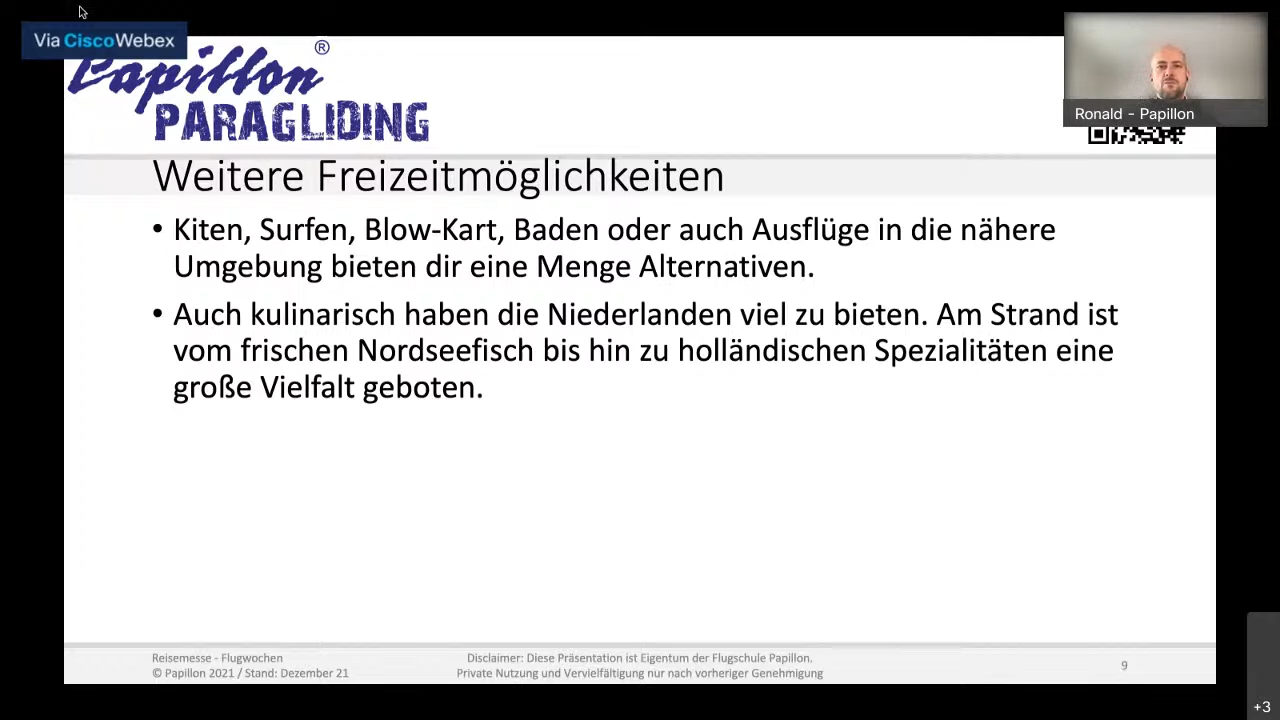 Via CiscoWebex
Papillon®
PARAGLIDING
Ronald - Papillon
Weitere Freizeitmöglichkeiten
• Kiten, Surfen, Blow-Kart, Baden oder auch Ausflüge in die nähere
Umgebung bieten dir eine Menge Alternativen.
• Auch kulinarisch haben die Niederlanden viel zu bieten. Am Strand ist
vom frischen Nordseefisch bis hin zu holländischen Spezialitäten eine
große Vielfalt geboten.
Reisemesse - Flugwochen
© Papillon 2021 / Stand: Dezember 21
Disclaimer: Diese Präsentation ist Eigentum der Flugschule Papillon.
Private Nutzung und Vervielfältigung nur nach vorheriger Genehmigung
9
+3